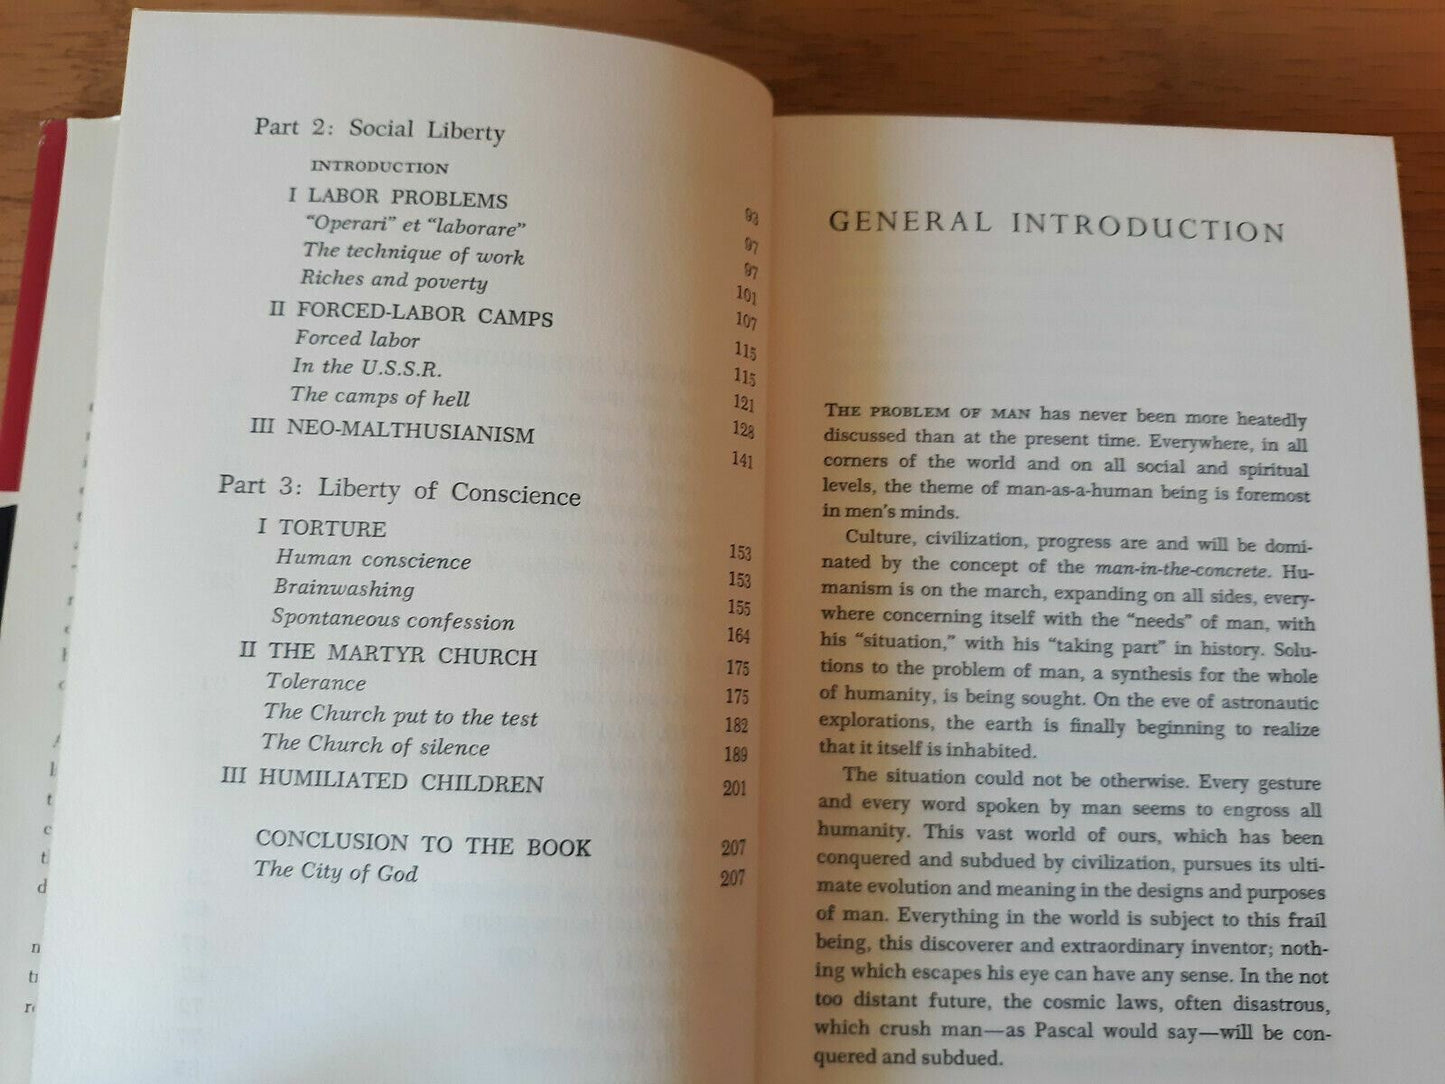 Part 2: Social Liberty
INTRODUCTION 93
I LABOR PROBLEMS 97
"Operari" et "laborare" 97
The technique of work 101
Riches and poverty 107
II FORCED-LABOR CAMPS 115
Forced labor 115
In the U.S.S.R. 121
The camps of hell 128
III NEO-MALTHUSIANISM 141
Part 3: Liberty of Conscience
I TORTURE 153
Human conscience 153
Brainwashing 155
Spontaneous confession 164
II THE MARTYR CHURCH 175
Tolerance 175
The Church put to the test 182
The Church of silence 189
III HUMILIATED CHILDREN 201
CONCLUSION TO THE BOOK 207
The City of God 207
GENERAL INTRODUCTION
THE PROBLEM OF MAN has never been more heatedly
discussed than at the present time. Everywhere, in all
corners of the world and on all social and spiritual
levels, the theme of man-as-a-human being is foremost
in men's minds.
Culture, civilization, progress are and will be domi-
nated by the concept of the man-in-the-concrete. Hu-
manism is on the march, expanding on all sides, every-
where concerning itself with the "needs" of man, with
his "situation," with his "taking part" in history. Solu-
tions to the problem of man, a synthesis for the whole
of humanity, is being sought. On the eve of astronautic
explorations, the earth is finally beginning to realize
that it itself is inhabited.
The situation could not be otherwise. Every gesture
and every word spoken by man seems to engross all
humanity. This vast world of ours, which has been
conquered and subdued by civilization, pursues its ulti-
mate evolution and meaning in the designs and purposes
of man. Everything in the world is subject to this frail
being, this discoverer and extraordinary inventor; noth-
ing which escapes his eye can have any sense. In the not
too distant future, the cosmic laws, often disastrous,
which crush man—as Pascal would say—will be con-
quered and subdued.